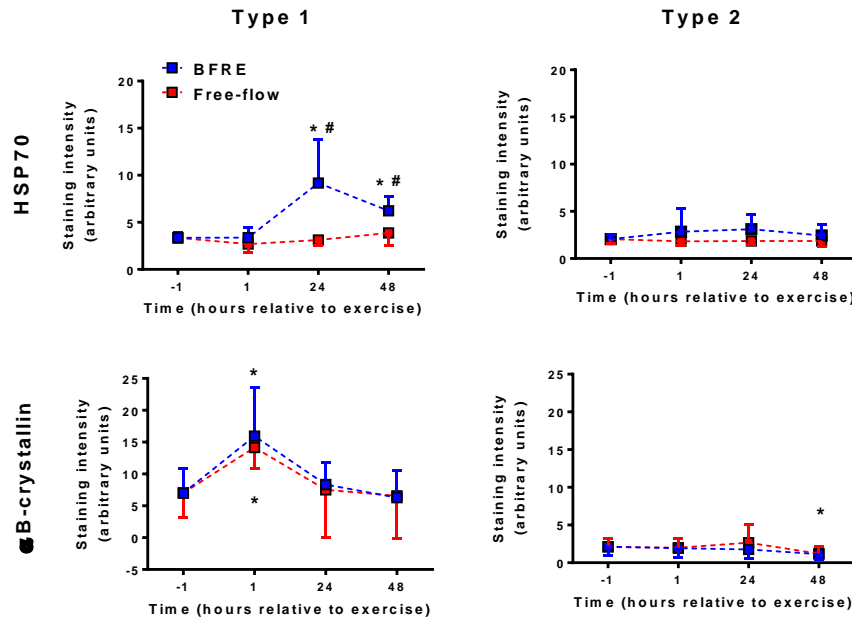 Type 1
Type 2
HSP70
Staining intensity
(arbitrary units)
20
15
10
5
0
BFRE
Free-flow
* #
* #
-1 1 24 48
Time (hours relative to exercise)
Staining intensity
(arbitrary units)
20
15
10
5
0
-1 1 24 48
Time (hours relative to exercise)
αB-crystallin
Staining intensity
(arbitrary units)
25
20
15
10
5
0
-5
*
*
-1 1 24 48
Time (hours relative to exercise)
Staining intensity
(arbitrary units)
25
20
15
10
5
0
*
-1 1 24 48
Time (hours relative to exercise)